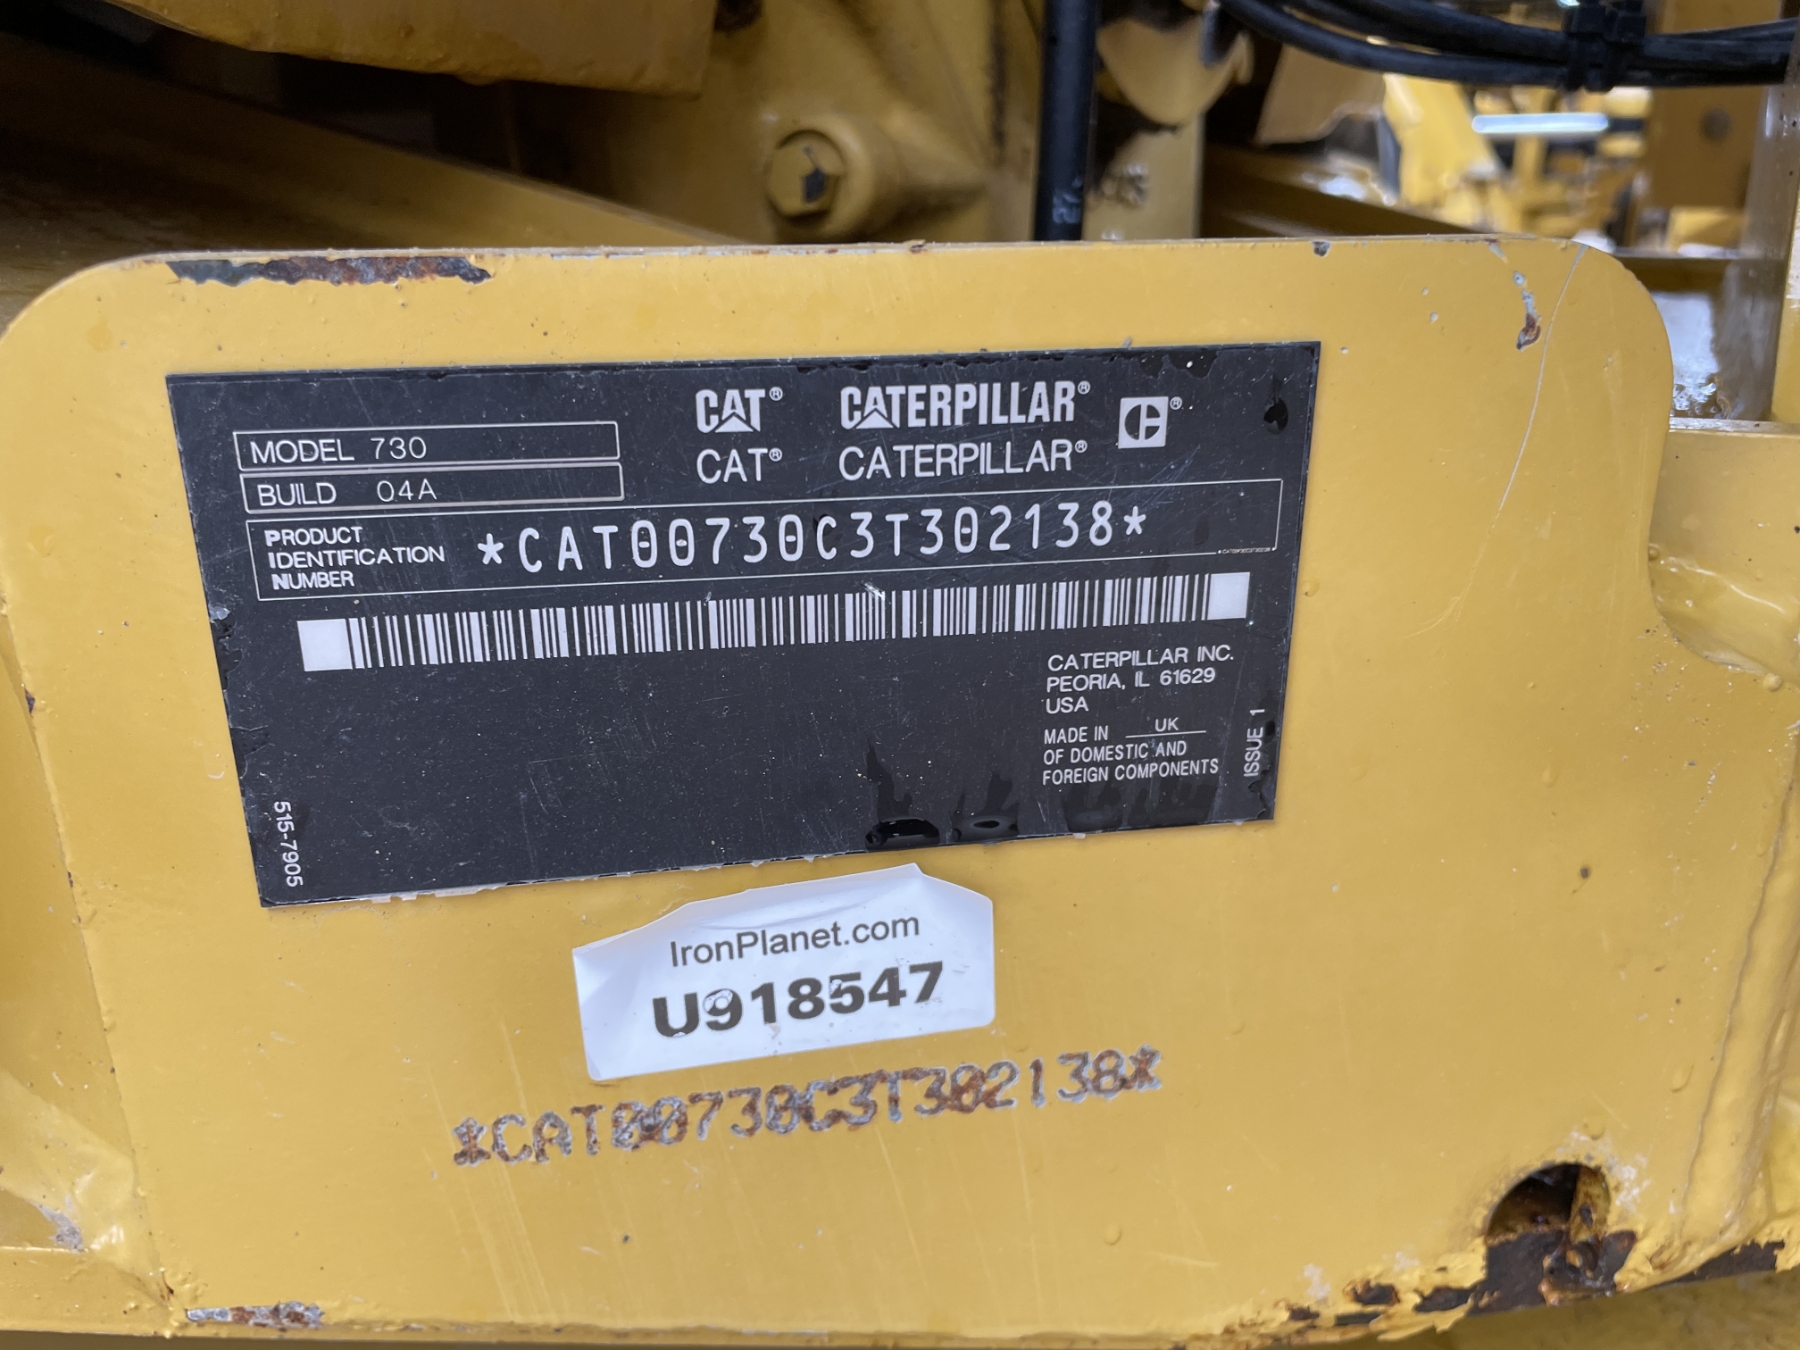 CAT® CATERPILLAR®
CAT® CATERPILLAR®
MODEL 730
BUILD 04A
PRODUCT
IDENTIFICATION
NUMBER
*CAT00730C3T302138*
CATERPILLAR INC.
PEORIA, IL 61629
USA
MADE IN UK
OF DOMESTIC AND
FOREIGN COMPONENTS
ISSUE 1
515-7905
IronPlanet.com
U918547
*CAT00730C3T302138*